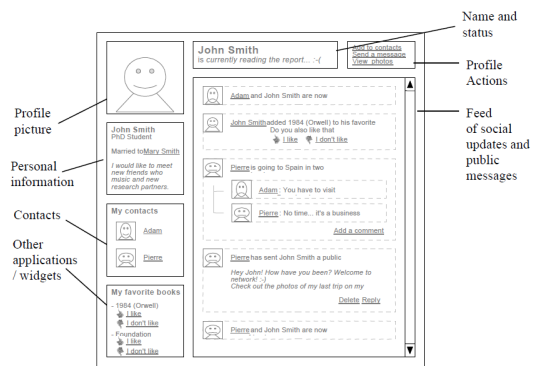 Name and
status
John Smith
is currently reading the report... :-(
Add to contacts
Send a message
View photos
Profile
Actions
Profile
picture
Feed
of social
updates and
public
messages
Adam and John Smith are now
John Smith added 1984 (Orwell) to his favorite
Do you also like that
I like I don't like
John Smith
PhD Student
Married to Mary Smith
I would like to meet
new friends who
music and new
research partners.
Personal
information
Pierre is going to Spain in two
Adam : You have to visit
Pierre : No time... it's a business
Add a comment
Contacts
My contacts
Adam
Pierre
Other
applications
/ widgets
Pierre has sent John Smith a public
Hey John! How have you been? Welcome to
network! :-)
Check out the photos of my last trip on my
Delete Reply
My favorite books
- 1984 (Orwell)
I like
I don't like
- Foundation
I like
I don't like
Pierre and John Smith are now